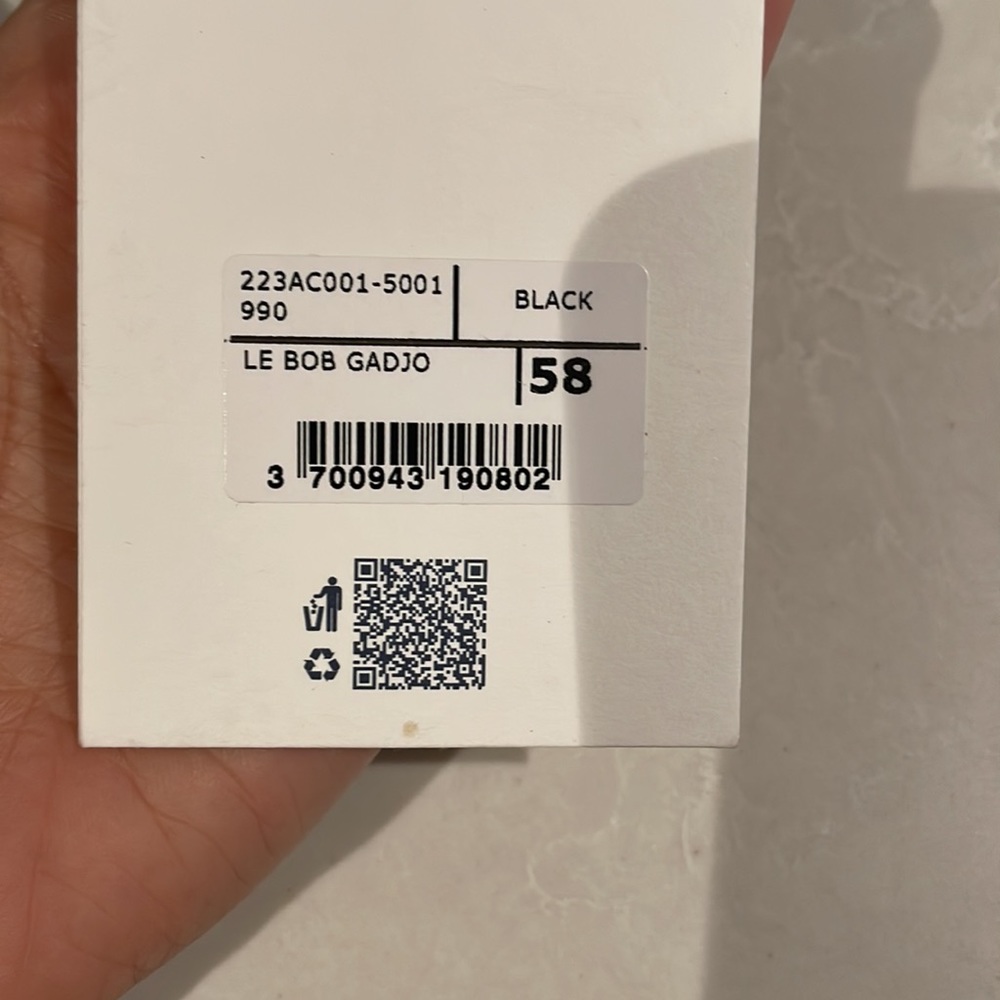 223AC001-5001
990
BLACK
LE BOB GADJO
58
3 700943 190802